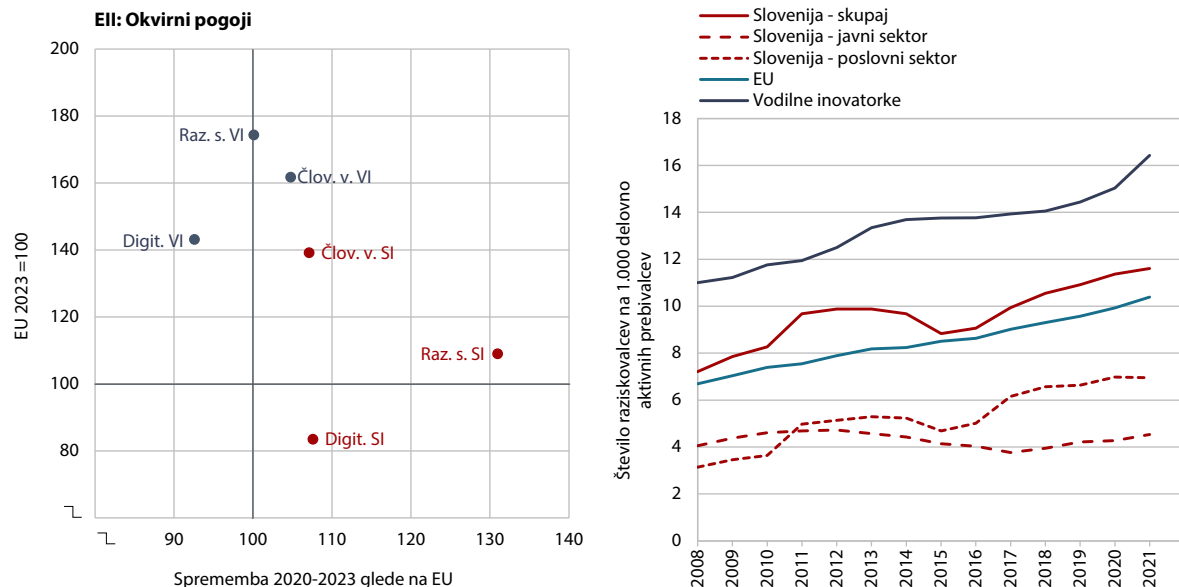 EII: Okvirni pogoji
200
180
160
140
120
100
80
EU 2023 =100
Raz. s. VI
Člov. v. VI
Digit. VI
Člov. v. SI
Raz. s. SI
Digit. SI
90
100
110
120
130
140
Sprememba 2020-2023 glede na EU
Slovenija - skupaj
Slovenija - javni sektor
Slovenija - poslovni sektor
EU
Vodilne inovatorke
18
16
14
12
10
8
6
4
2
0
Število raziskovalcev na 1.000 delovno
aktivnih prebivalcev
2008
2009
2010
2011
2012
2013
2014
2015
2016
2017
2018
2019
2020
2021